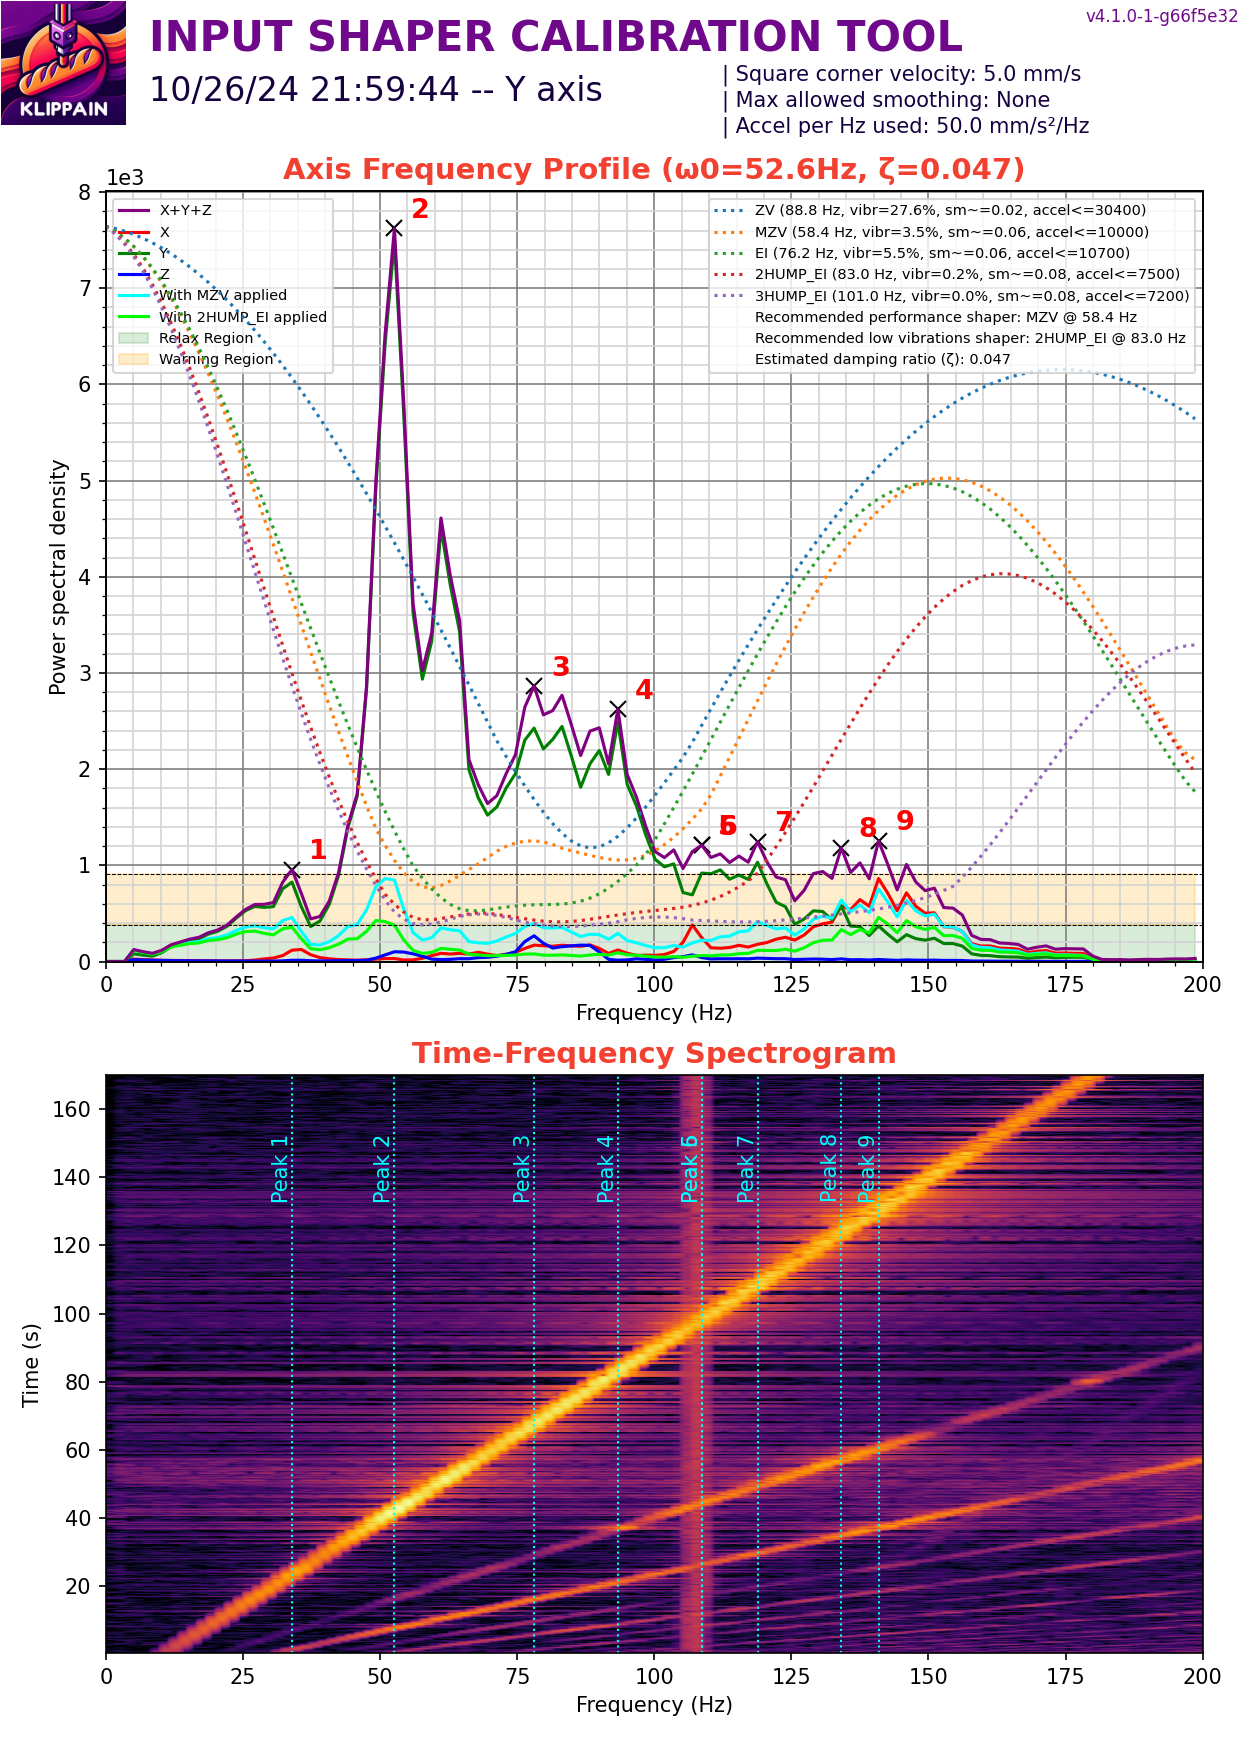 v4.1.0-1-g66f5e32
INPUT SHAPER CALIBRATION TOOL
10/26/24 21:59:44 -- Y axis
| Square corner velocity: 5.0 mm/s
| Max allowed smoothing: None
| Accel per Hz used: 50.0 mm/s²/Hz
KLIPPAIN
Axis Frequency Profile (ω0=52.6Hz, ζ=0.047)
1e3
X+Y+Z
X
Y
Z
With MZV applied
With 2HUMP_EI applied
Relax Region
Warning Region
ZV (88.8 Hz, vibr=27.6%, sm~=0.02, accel<=30400)
MZV (58.4 Hz, vibr=3.5%, sm~=0.06, accel<=10000)
EI (76.2 Hz, vibr=5.5%, sm~=0.06, accel<=10700)
2HUMP_EI (83.0 Hz, vibr=0.2%, sm~=0.08, accel<=7500)
3HUMP_EI (101.0 Hz, vibr=0.0%, sm~=0.08, accel<=7200)
Recommended performance shaper: MZV @ 58.4 Hz
Recommended low vibrations shaper: 2HUMP_EI @ 83.0 Hz
Estimated damping ratio (ζ): 0.047
8
7
6
5
4
3
2
1
0
Power spectral density
1
2
3
4
7
8
9
0 25 50 75 100 125 150 175 200
Frequency (Hz)
Time-Frequency Spectrogram
160
140
120
100
80
60
40
20
Time (s)
Peak 1
Peak 2
Peak 3
Peak 4
Peak
Peak 7
Peak 8
Peak 9
0 25 50 75 100 125 150 175 200
Frequency (Hz)